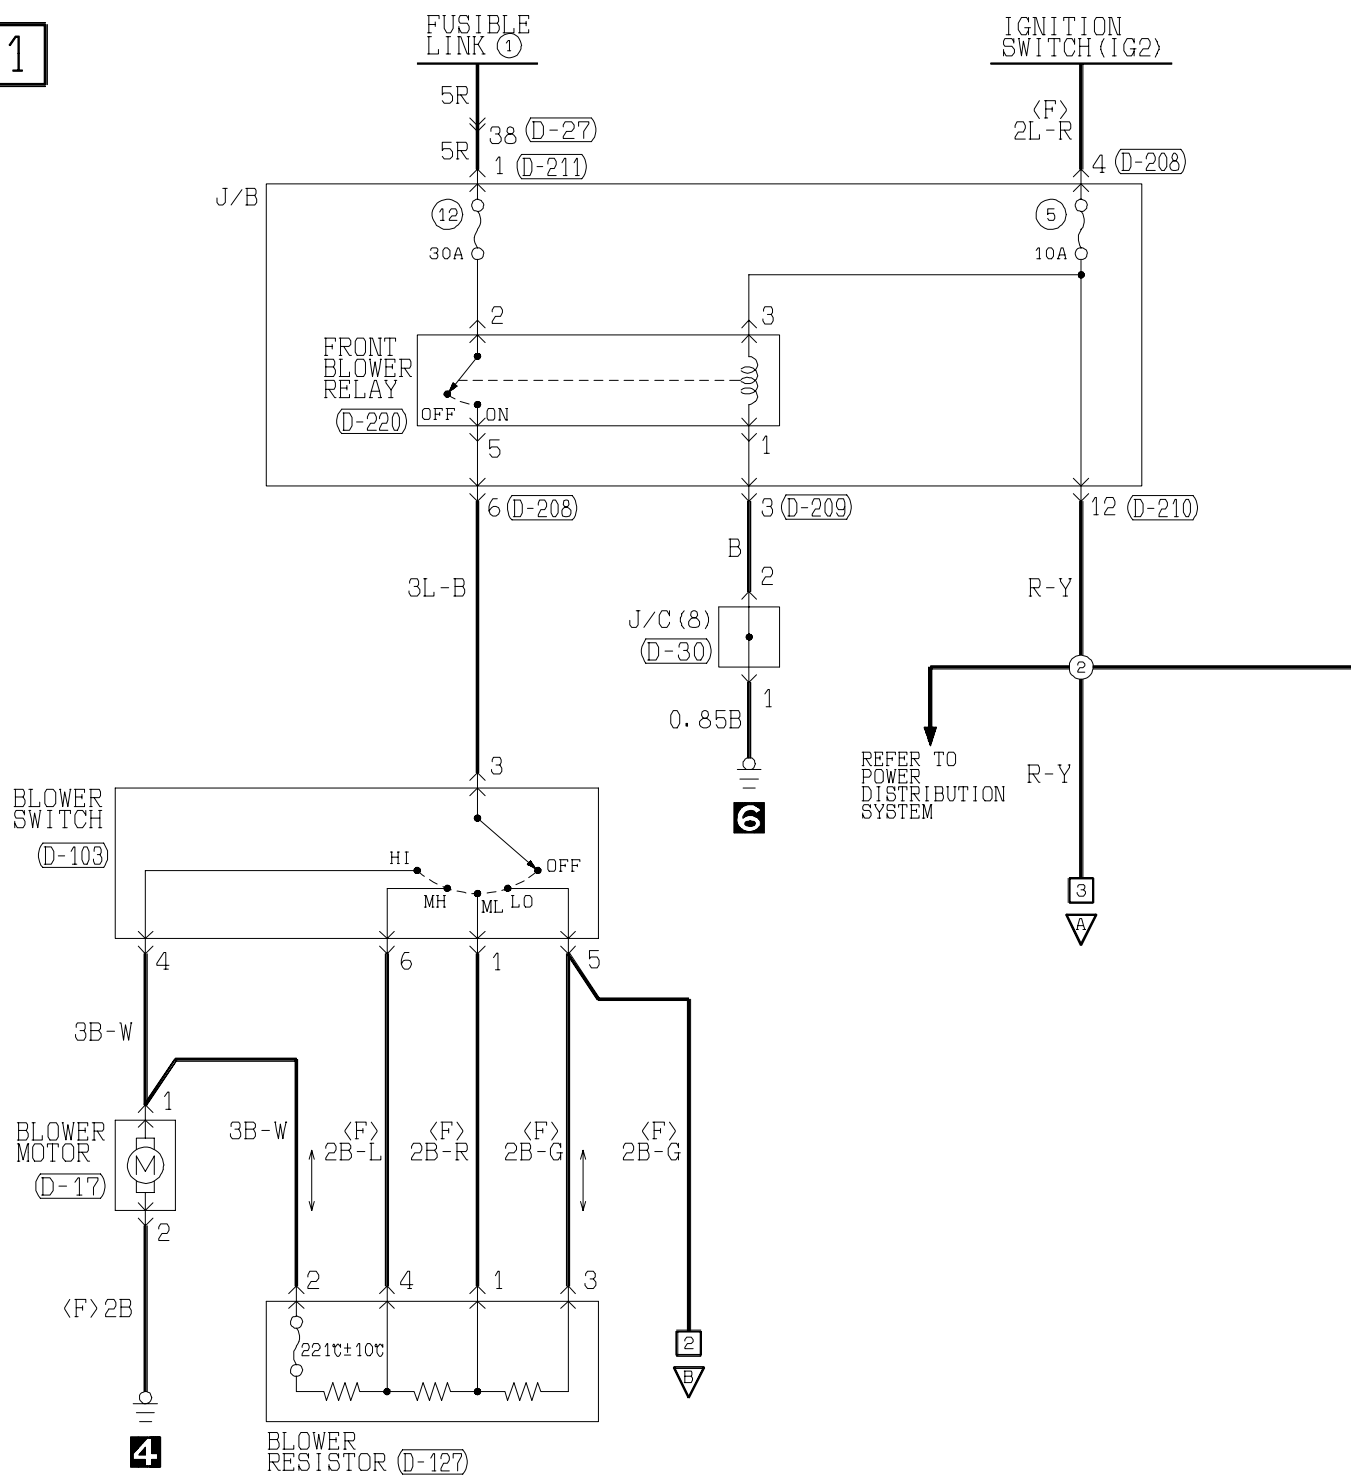 1
FUSIBLE
LINK ①
IGNITION
SWITCH(IG2)
5R
<F>
2L-R
38 (D-27)
5R
1 (D-211)
4 (D-208)
J/B
12
5
30A
10A
2
3
FRONT
BLOWER
RELAY
(D-220)
OFF
ON
5
1
6 (D-208)
3 (D-209)
12 (D-210)
B
3L-B
2
R-Y
J/C(8)
(D-30)
2
1
0.85B
REFER TO
POWER
DISTRIBUTION
SYSTEM
R-Y
3
BLOWER
SWITCH
(D-103)
6
HI
OFF
MH
ML
LO
3
A
4
6
1
5
3B-W
1
BLOWER
MOTOR
(D-17)
M
3B-W
<F>
2B-L
<F>
2B-R
<F>
2B-G
<F>
2B-G
2
2
4
1
3
<F>2B
221℃±10℃
2
B
4
BLOWER
RESISTOR (D-127)